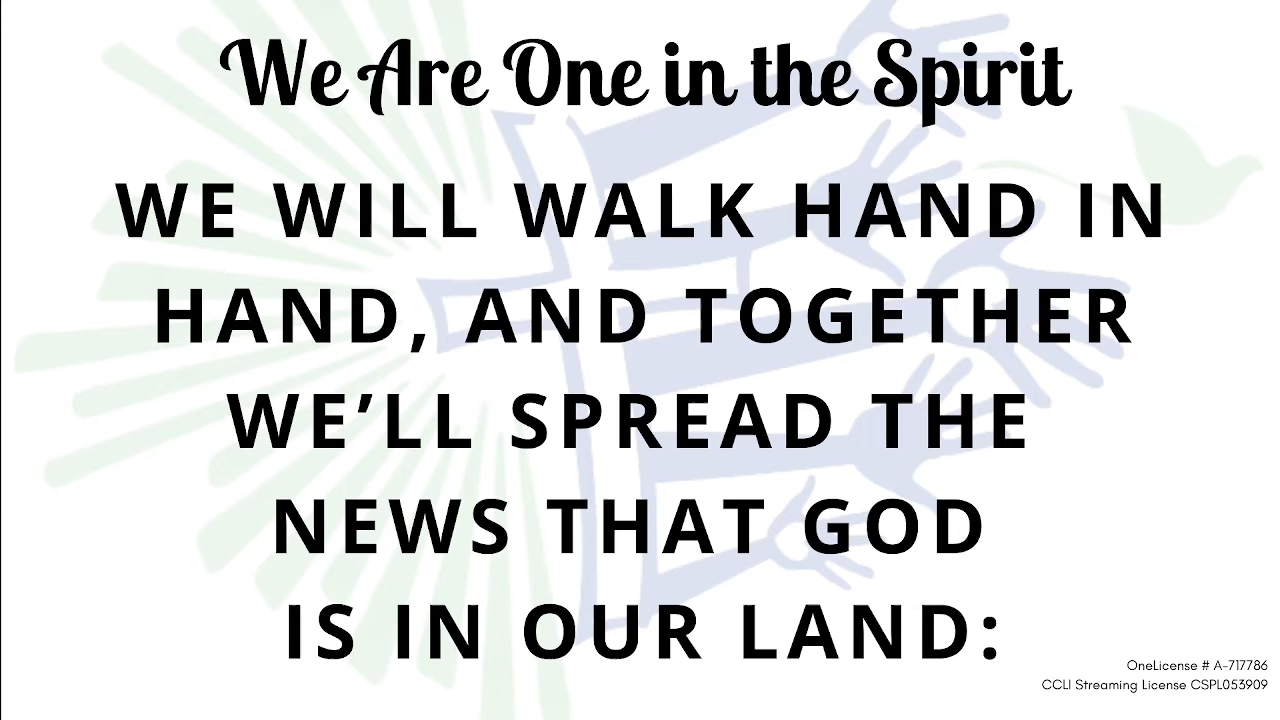 We Are One in the Spirit
WE WILL WALK HAND IN
HAND, AND TOGETHER
WE’LL SPREAD THE
NEWS THAT GOD
IS IN OUR LAND:
OneLicense # A-717786
CCLI Streaming License CSPL053909